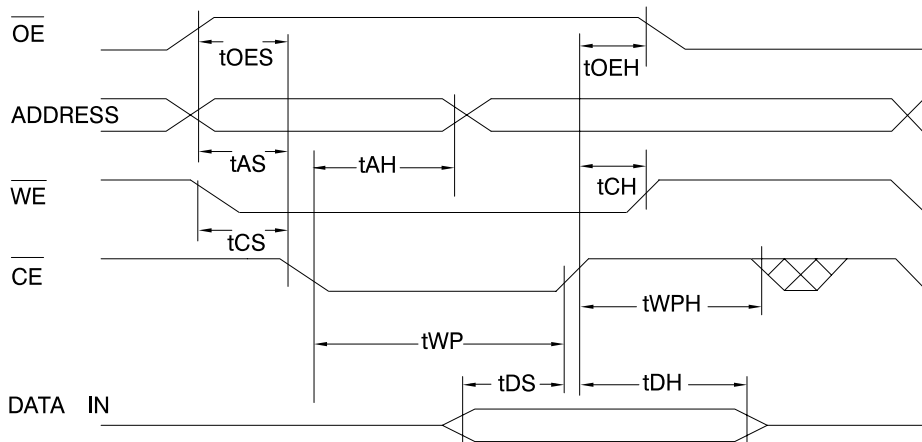 OE
tOES
tOEH
ADDRESS
tAS
tAH
WE
tCH
tCS
CE
tWPH
tWP
tDS
tDH
DATA IN